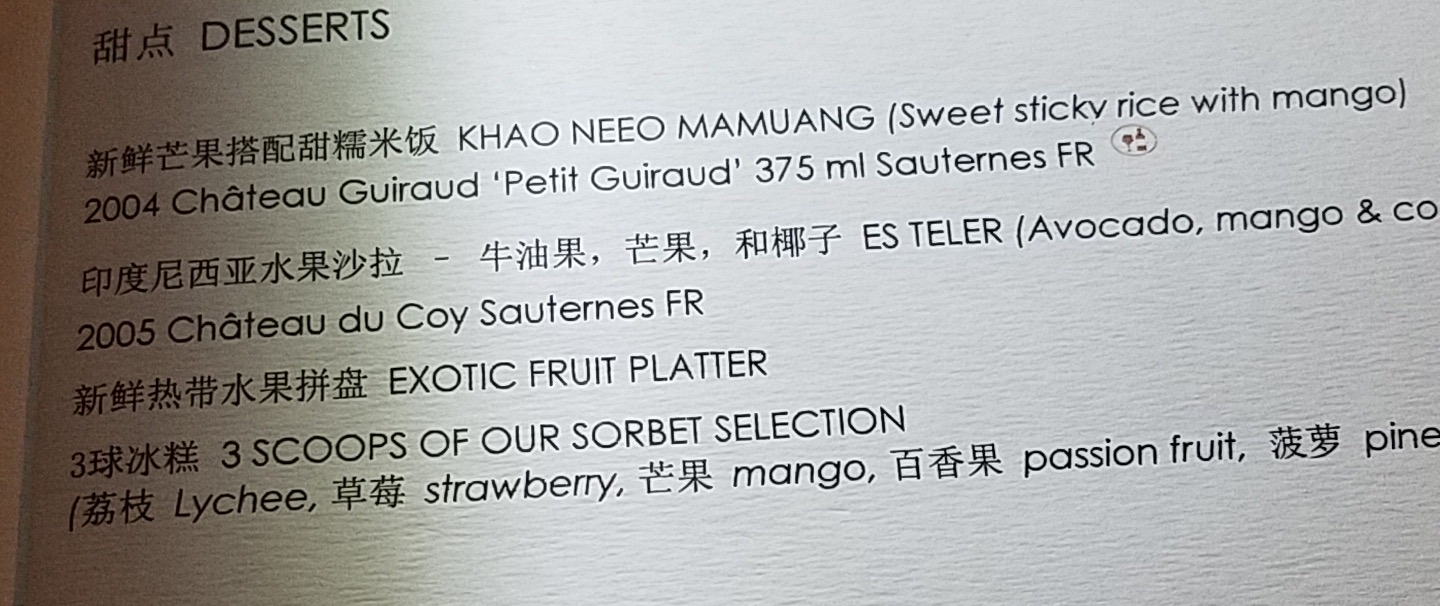 甜点 DESSERTS
新鲜芒果搭配甜糯米饭 KHAO NEEO MAMUANG (Sweet sticky rice with mango)
2004 Château Guiraud ‘Petit Guiraud’ 375 ml Sauternes FR
印度尼西亚水果沙拉 - 牛油果，芒果，和椰子 ES TELER (Avocado, mango & co
2005 Château du Coy Sauternes FR
新鲜热带水果拼盘 EXOTIC FRUIT PLATTER
3球冰糕 3 SCOOPS OF OUR SORBET SELECTION
(荔枝 Lychee, 草莓 strawberry, 芒果 mango, 百香果 passion fruit, 菠萝 pine